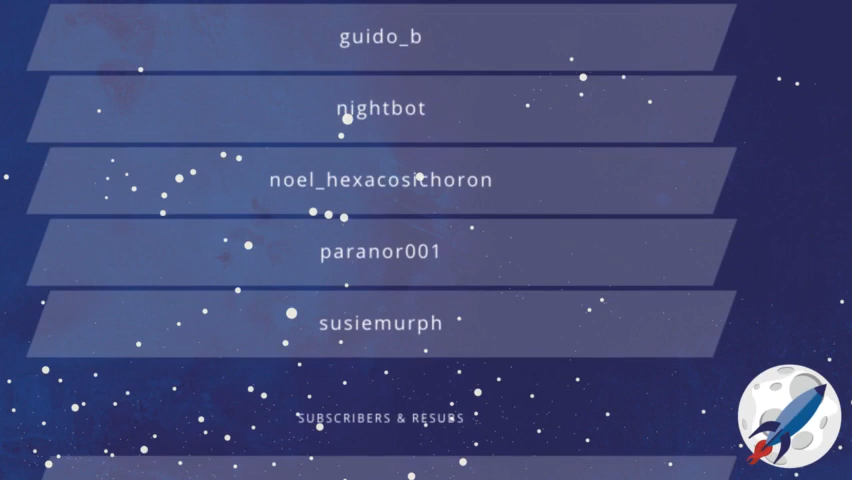 guido_b
nightbot
noel_hexacosichoron
paranor001
susiemurph
SUBSCRIBERS & RESUBS